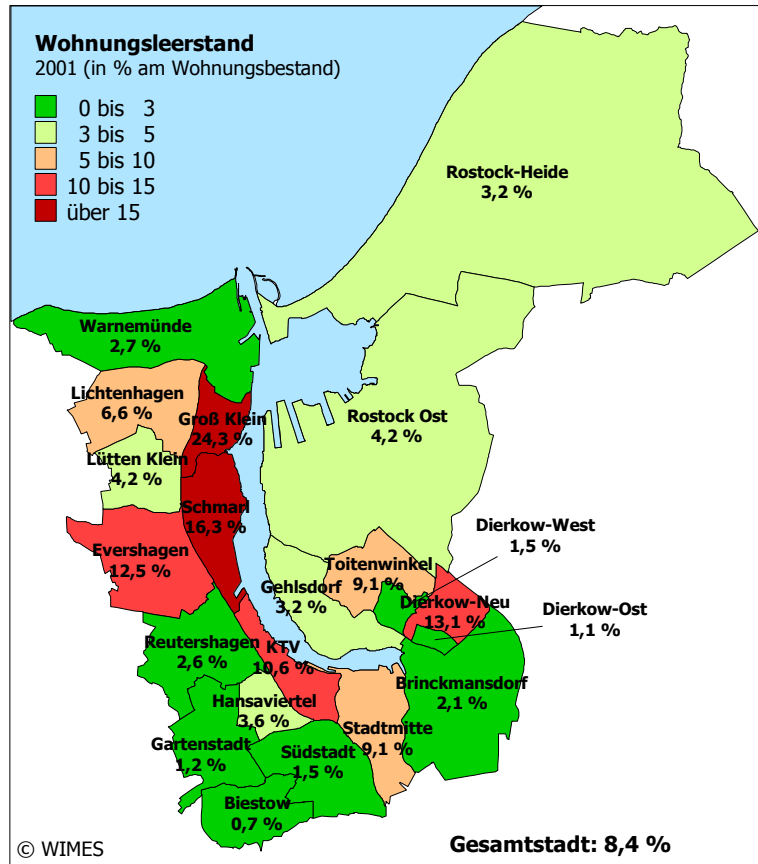 Wohnungsleerstand
2001 (in % am Wohnungsbestand)
0 bis 3
3 bis 5
5 bis 10
10 bis 15
über 15
Rostock-Heide
3,2 %
Warnemünde
2,7 %
Lichtenhagen
6,6 %
Groß Klein
24,3 %
Rostock Ost
4,2 %
Lütten Klein
4,2 %
Schmarl
16,3 %
Dierkow-West
1,5 %
Evershagen
12,5 %
Toitenwinkel
9,1 %
Gehlsdorf
3,2 %
Dierkow-Neu
13,1 %
Dierkow-Ost
1,1 %
Reutershagen
2,6 %
KTV
10,6 %
Brinckmansdorf
2,1 %
Hansaviertel
3,6 %
Stadtmitte
9,1 %
Gartenstadt
1,2 %
Südstadt
1,5 %
Biestow
0,7 %
Gesamtstadt: 8,4 %
© WIMES